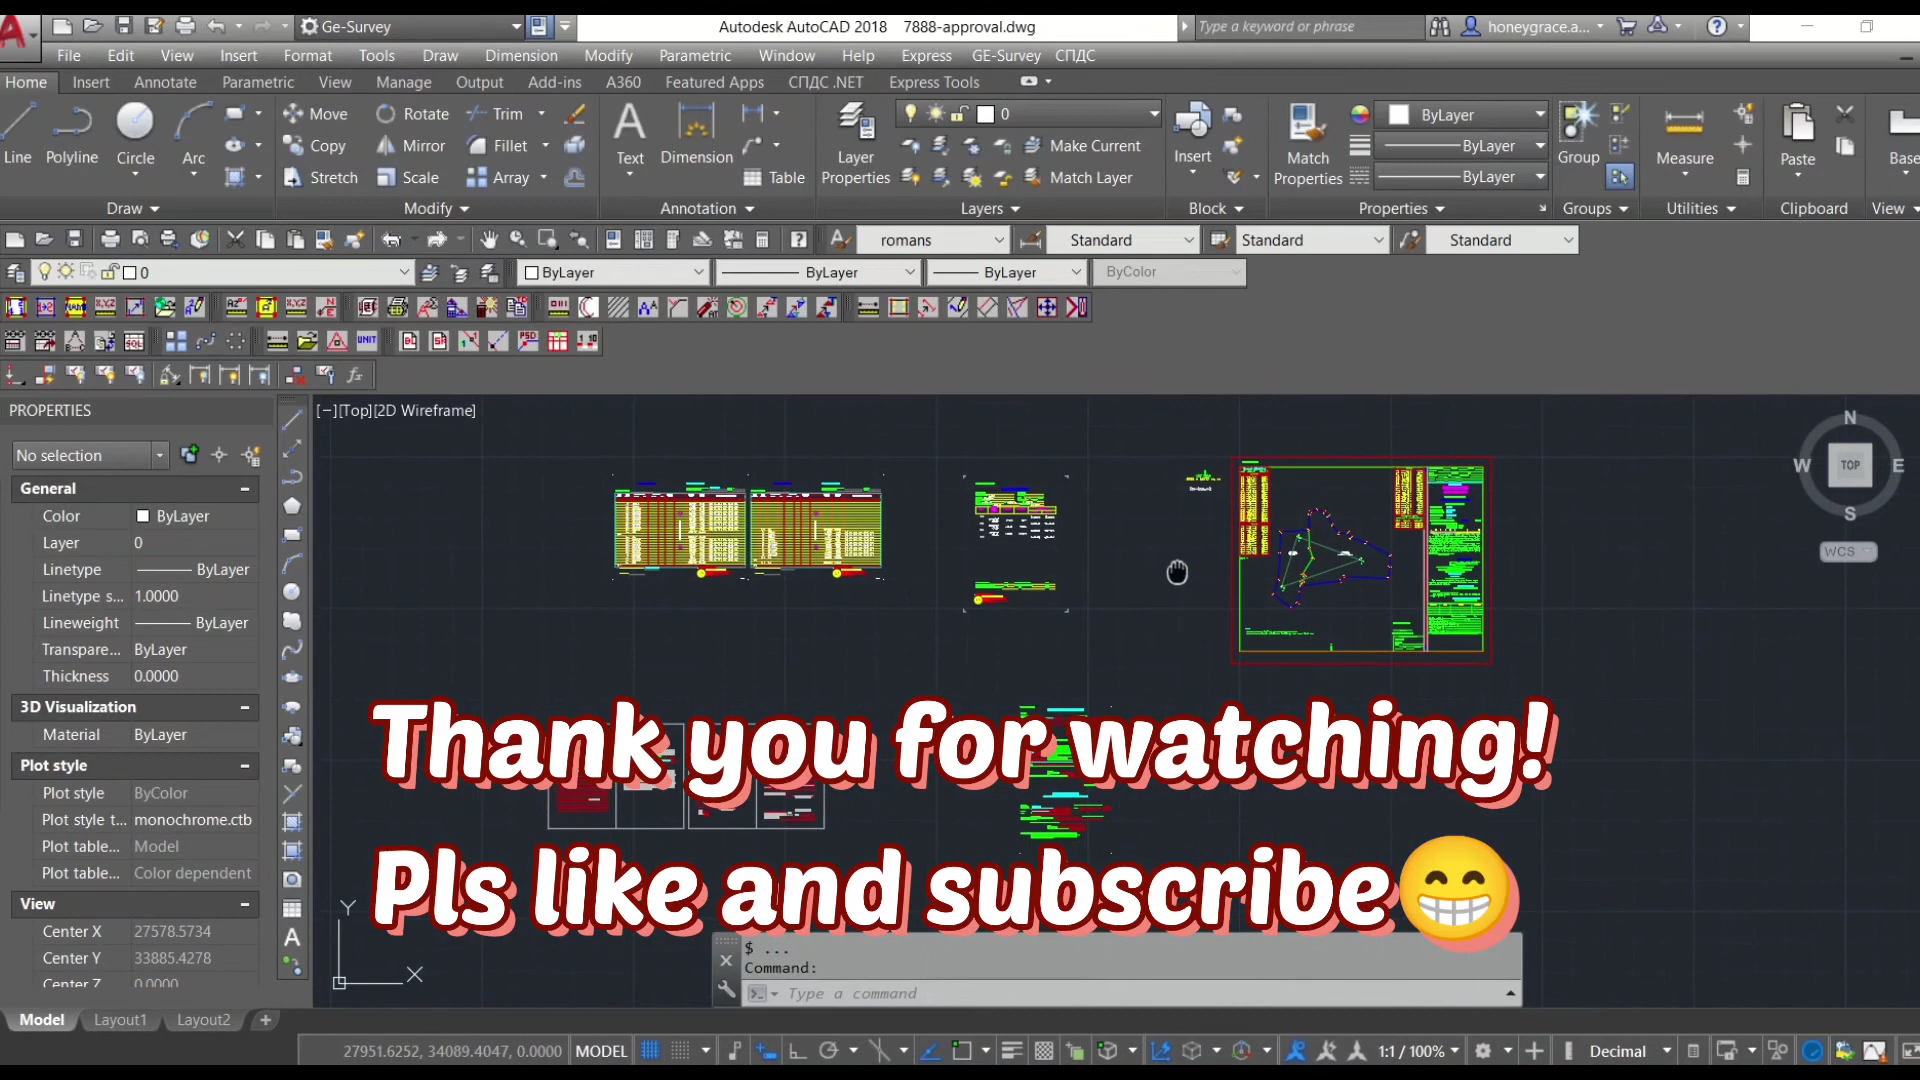 Ge-Survey
Autodesk AutoCAD 2018 7888-approval.dwg
Type a keyword or phrase
honeygrace.a...
File Edit View Insert Format Tools Draw Dimension Modify Parametric Window Help Express GE-Survey СПДС
Home Insert Annotate Parametric View Manage Output Add-ins A360 Featured Apps СПДС .NET Express Tools
Line Polyline Circle Arc
Move Rotate Trim
Copy Mirror Fillet
Stretch Scale Array
Text Dimension Table
Layer Properties
0
Make Current
Match Layer
Insert
Match Properties
ByLayer
ByLayer
ByLayer
Group
Measure
Paste
Base
Draw Modify Annotation Layers Block Properties Groups Utilities Clipboard View
romans Standard Standard Standard
0 ByLayer ByLayer ByLayer ByColor
UNIT
PROPERTIES
[−][Top][2D Wireframe]
No selection
General
Color ByLayer
Layer 0
Linetype ByLayer
Linetype s... 1.0000
Lineweight ByLayer
Transpare... ByLayer
Thickness 0.0000
3D Visualization
Material ByLayer
Plot style
Plot style ByColor
Plot style t... monochrome.ctb
Plot table... Model
Plot table... Color dependent
View
Center X 27578.5734
Center Y 33885.4278
Center Z 0.0000
N
W TOP E
S
WCS
Thank you for watching!
Pls like and subscribe😁
Y
X
$ ...
Command:
Type a command
Model Layout1 Layout2 +
27951.6252, 34089.4047, 0.0000 MODEL 1:1 / 100% Decimal